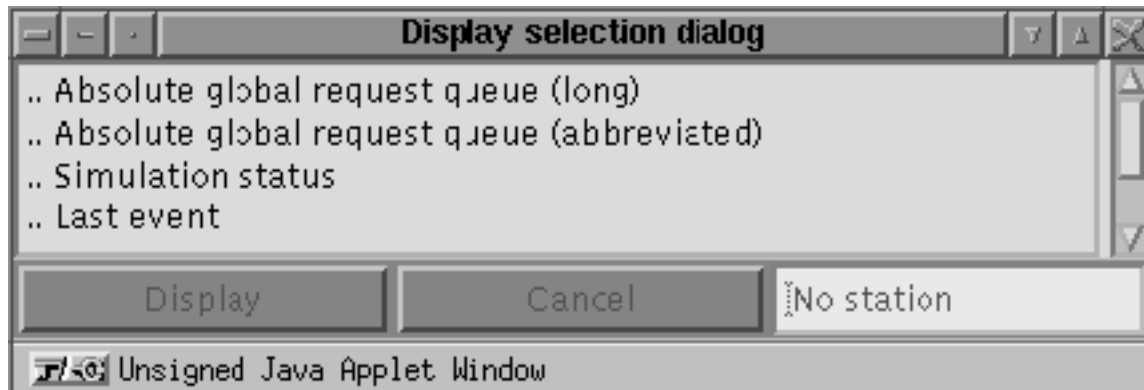 Display selection dialog
.. Absolute global request queue (long)
.. Absolute global request queue (abbreviated)
.. Simulation status
.. Last event
Display
Cancel
No station
Unsigned Java Applet Window